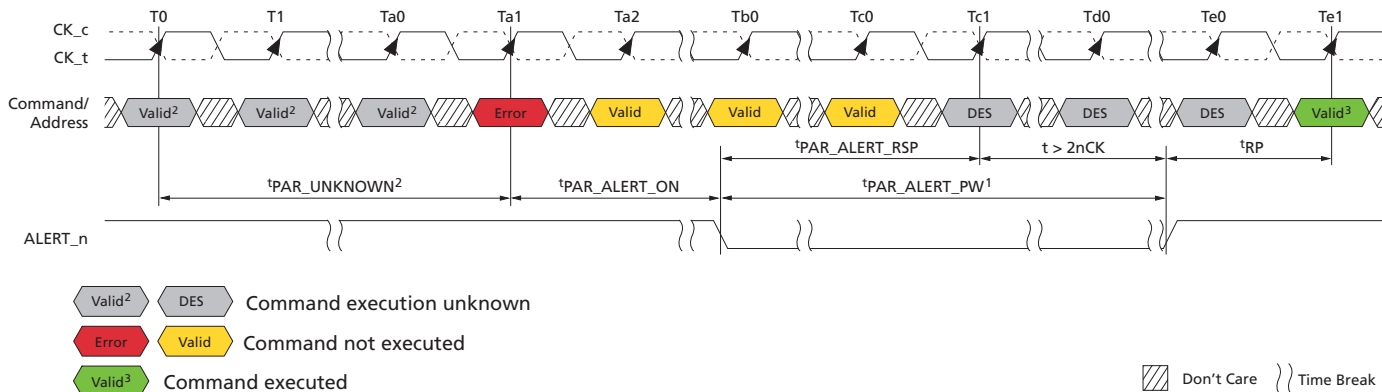 T0 T1 Ta0 Ta1 Ta2 Tb0 Tc0 Tc1 Td0 Te0 Te1
CK_c
CK_t
Command/
Address
Valid² Valid² Valid² Error Valid Valid Valid DES DES DES Valid³
tPAR_ALERT_RSP t > 2nCK tRP
tPAR_UNKNOWN² tPAR_ALERT_ON tPAR_ALERT_PW¹
ALERT_n
Valid² DES Command execution unknown
Error Valid Command not executed
Valid³ Command executed
Don't Care Time Break